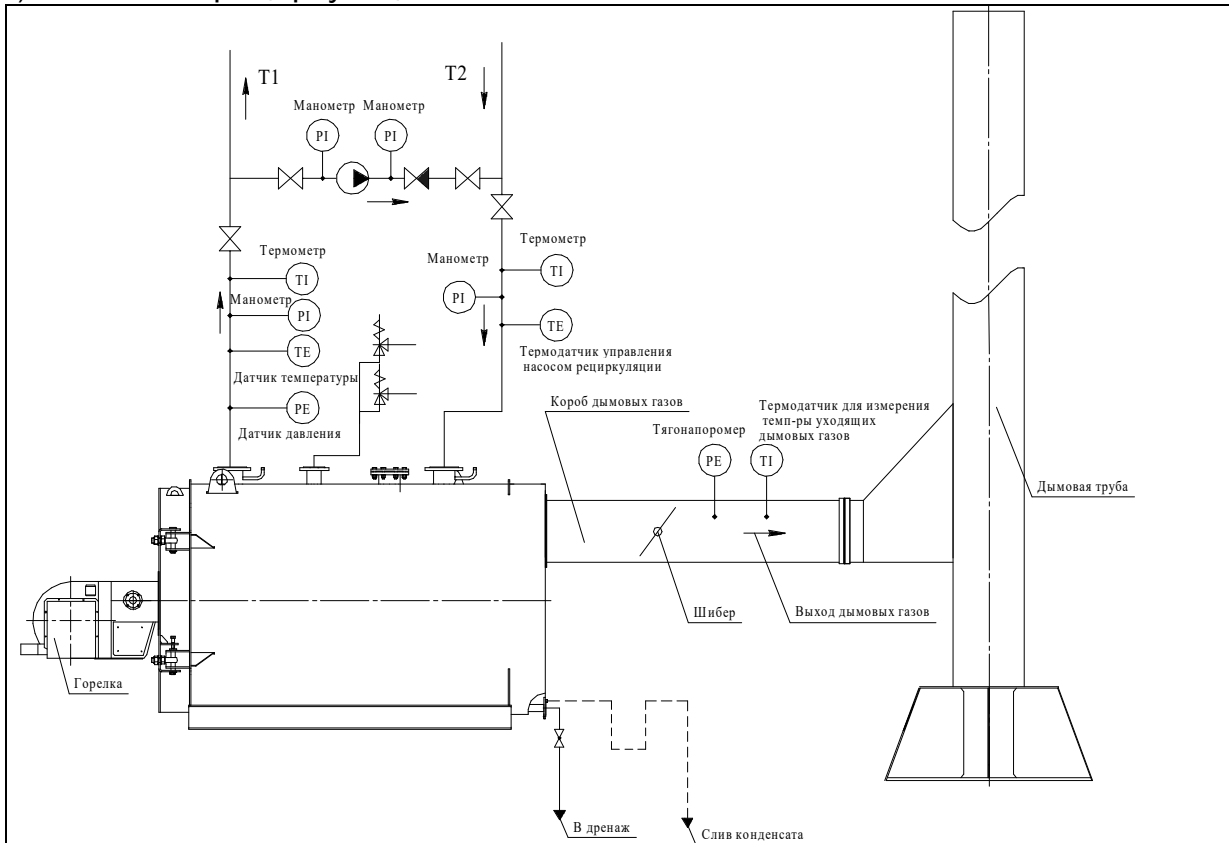 T1
T2
Манометр
Манометр
PI
PI
Термометр
TI
Манометр
PI
TE
Датчик температуры
PE
Датчик давления
Термометр
TI
Манометр
PI
TE
Термодатчик управления
насосом рециркуляции
Короб дымовых газов
Тягонапоромер
PE
Термодатчик для измерения
темп-ры уходящих
дымовых газов
TI
Дымовая труба
Шибер
Выход дымовых газов
Горелка
В дренаж
Слив конденсата